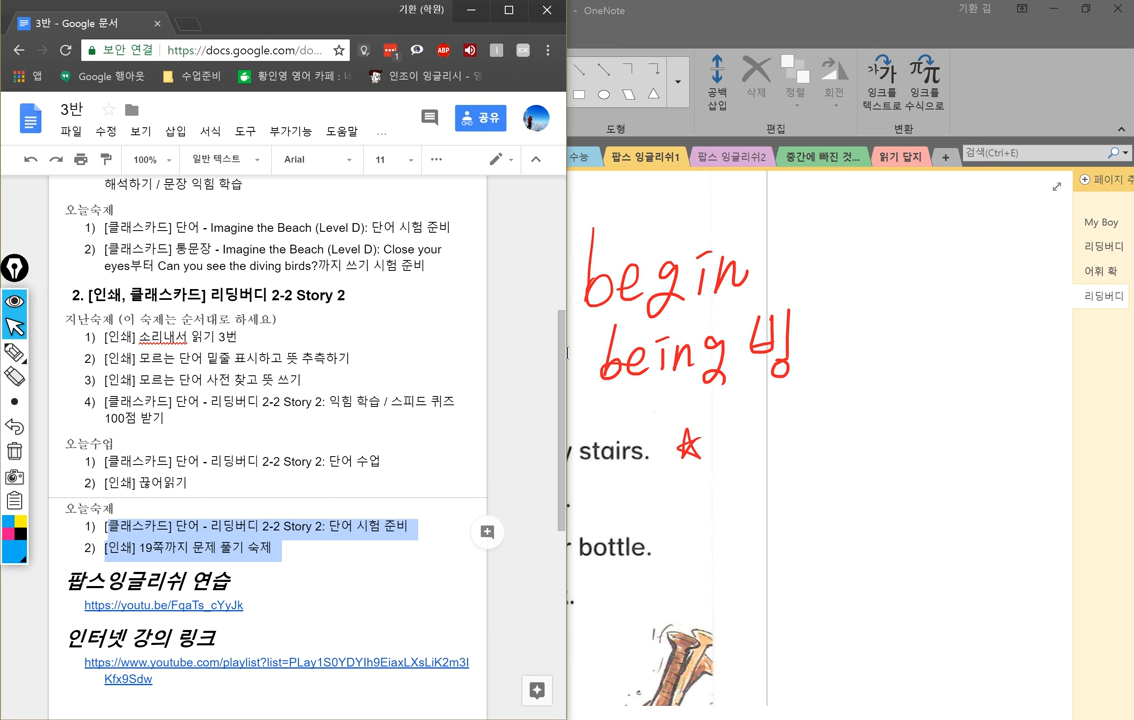 기환 (학원)
3반 - Google 문서
보안 연결 https://docs.google.com/do...
앱 Google 행아웃 수업준비 황인영 영어 카페 : 네 인조이 잉글리시 - 영
3반
파일 수정 보기 삽입 서식 도구 부가기능 도움말 ...
공유
100% 일반 텍스트 Arial 11
해석하기 / 문장 익힘 학습
오늘숙제
1) [클래스카드] 단어 - Imagine the Beach (Level D): 단어 시험 준비
2) [클래스카드] 통문장 - Imagine the Beach (Level D): Close your
eyes부터 Can you see the diving birds?까지 쓰기 시험 준비
2. [인쇄, 클래스카드] 리딩버디 2-2 Story 2
지난숙제 (이 숙제는 순서대로 하세요)
1) [인쇄] 소리내서 읽기 3번
2) [인쇄] 모르는 단어 밑줄 표시하고 뜻 추측하기
3) [인쇄] 모르는 단어 사전 찾고 뜻 쓰기
4) [클래스카드] 단어 - 리딩버디 2-2 Story 2: 익힘 학습 / 스피드 퀴즈
100점 받기
오늘수업
1) [클래스카드] 단어 - 리딩버디 2-2 Story 2: 단어 수업
2) [인쇄] 끊어읽기
오늘숙제
1) [클래스카드] 단어 - 리딩버디 2-2 Story 2: 단어 시험 준비
2) [인쇄] 19쪽까지 문제 풀기 숙제
팝스잉글리쉬 연습
https://youtu.be/FqaTs_cYyJk
인터넷 강의 링크
https://www.youtube.com/playlist?list=PLay1S0YDYIh9EiaxLXsLiK2m3I
Kfx9Sdw
- OneNote
기환 김
공백 삽입
삭제
정렬
회전
잉크를 텍스트로
잉크를 수식으로
도형 편집 변환
수능 팝스 잉글리쉬1 팝스 잉글리쉬2 중간에 빠진 것... 읽기 답지 + 검색(Ctrl+E)
페이지 추
My Boy
리딩버디
어휘 확
리딩버디
begin
being 빙
y stairs.
r bottle.